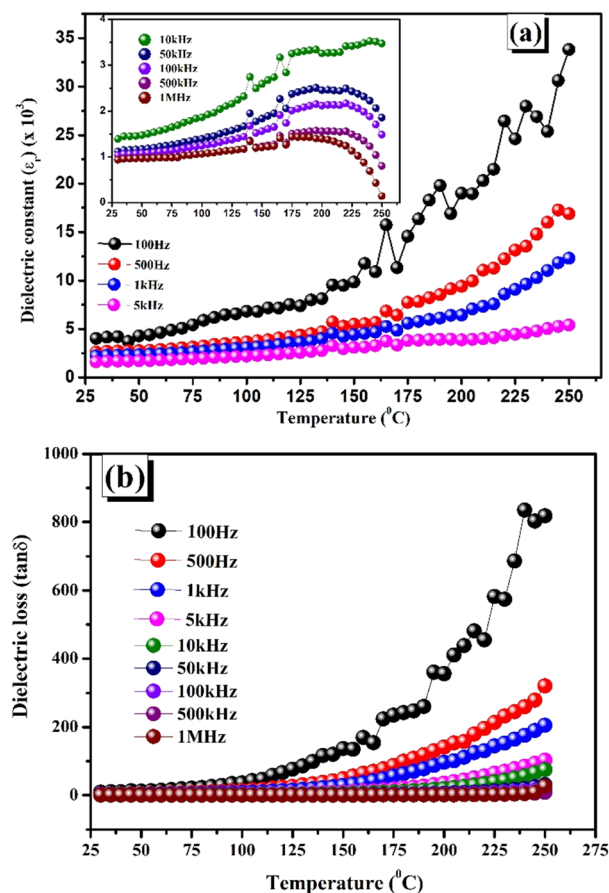 (a)
Dielectric constant (εr) (x 10³)
4
3
2
1
0
10kHz
50kHz
100kHz
500kHz
1MHz
25 50 75 100 125 150 175 200 225 250
35
30
25
20
15
10
5
0
100Hz
500Hz
1kHz
5kHz
25 50 75 100 125 150 175 200 225 250
Temperature (⁰C)
(b)
Dielectric loss (tanδ)
1000
800
600
400
200
0
100Hz
500Hz
1kHz
5kHz
10kHz
50kHz
100kHz
500kHz
1MHz
25 50 75 100 125 150 175 200 225 250 275
Temperature (⁰C)